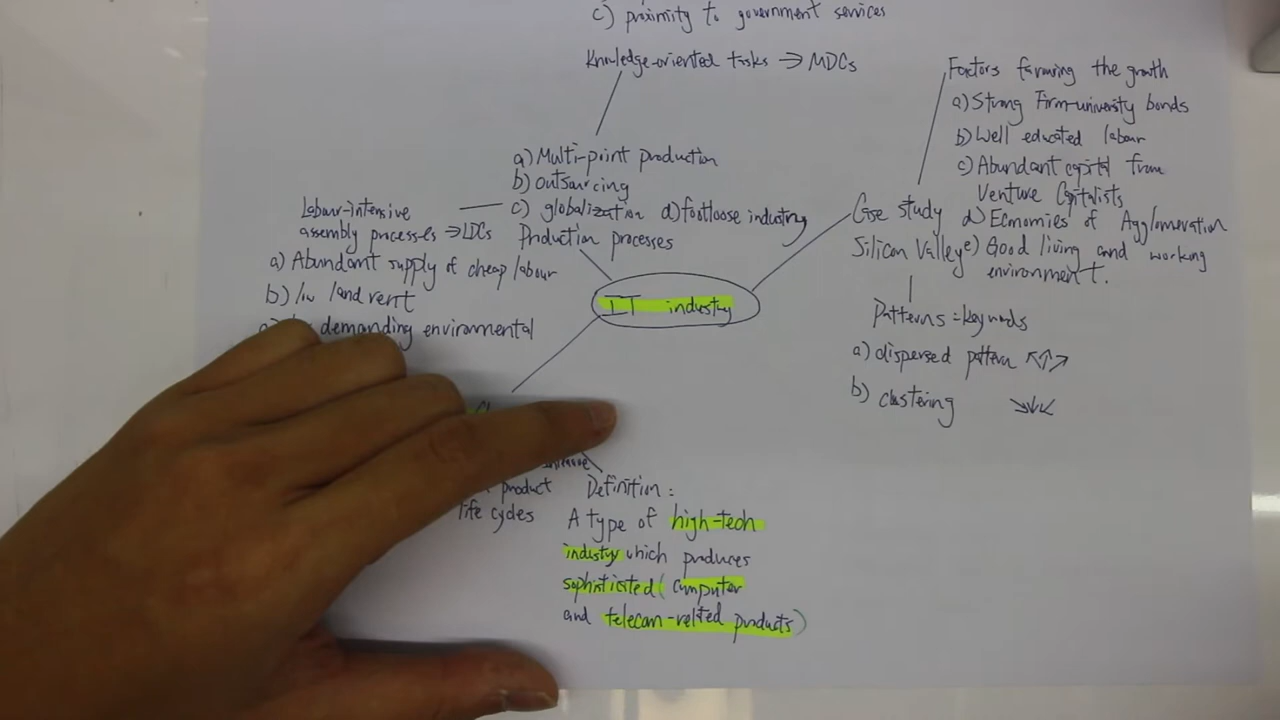 c) proximity to government services
Knowledge-oriented tasks → MDCs
a) Multi-point production
b) outsourcing
c) globalization d) footloose industry
Production processes
Labour-intensive
assembly processes → LDCs
a) Abundant supply of cheap labour
b) low land rent
demanding environmental
IT industry
product
life cycles
Definition :
A type of high-tech
industry which produces
sophisticated (computer
and telecom-related products)
Case study
Silicon Valley
Factors favouring the growth
a) Strong Firm-university bonds
b) Well educated labour
c) Abundant capital from
Venture Capitalists
d) Economies of Agglomeration
e) Good living and working
environment.
Patterns = keywords
a) dispersed pattern ↖↑↗
b) clustering ↘↓↙